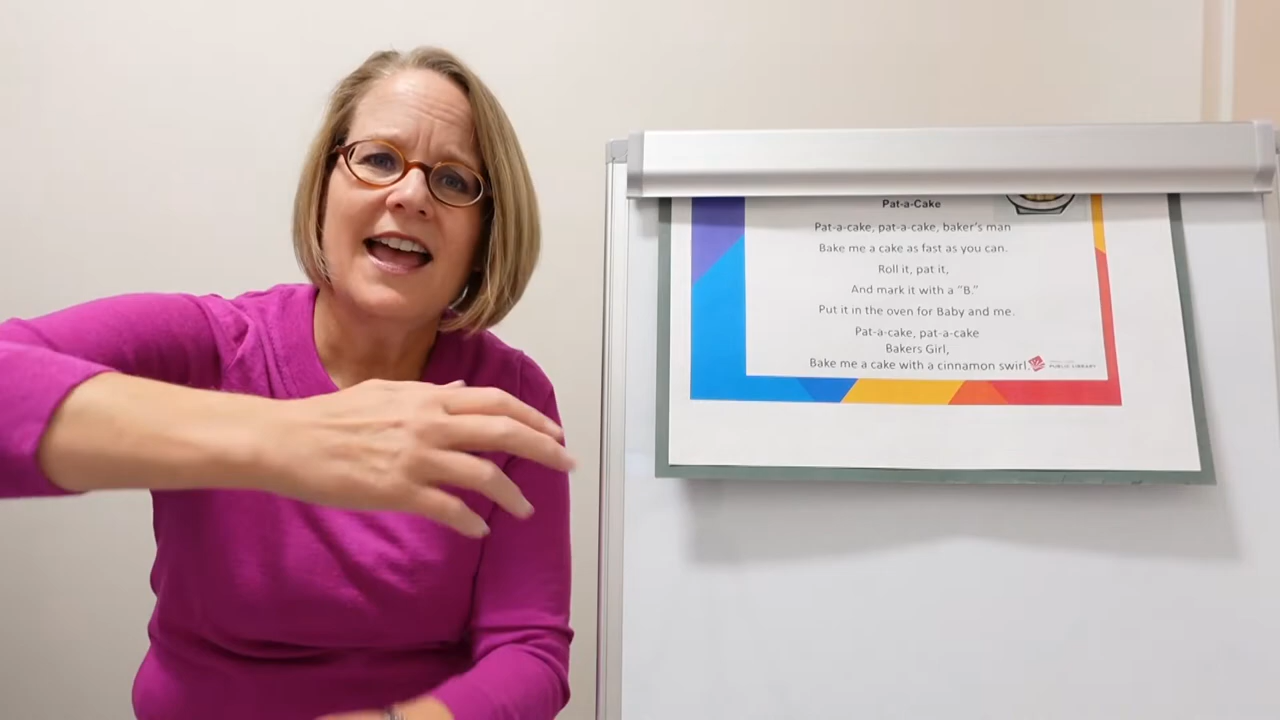 Pat-a-Cake
Pat-a-cake, pat-a-cake, baker's man
Bake me a cake as fast as you can.
Roll it, pat it,
And mark it with a "B."
Put it in the oven for Baby and me.
Pat-a-cake, pat-a-cake
Bakers Girl,
Bake me a cake with a cinnamon swirl.
PUBLIC LIBRARY